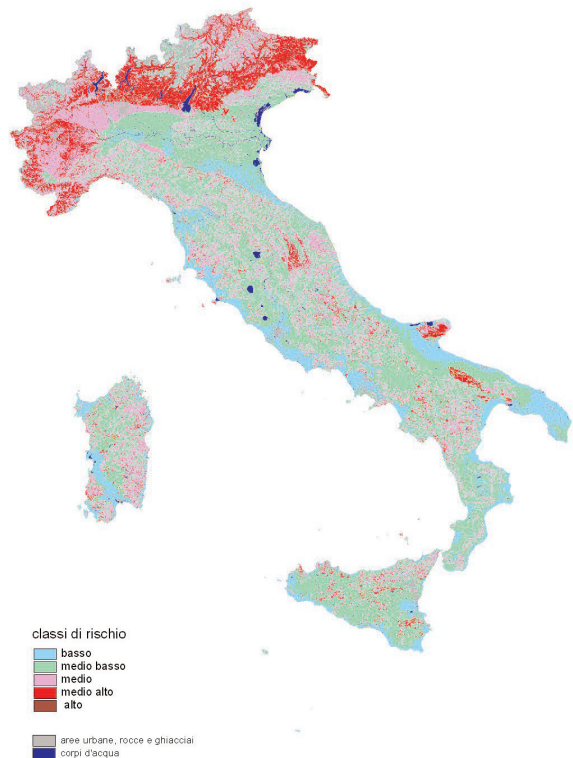 classi di rischio
basso
medio basso
medio
medio alto
alto
aree urbane, rocce e ghiacciai
corpi d'acqua